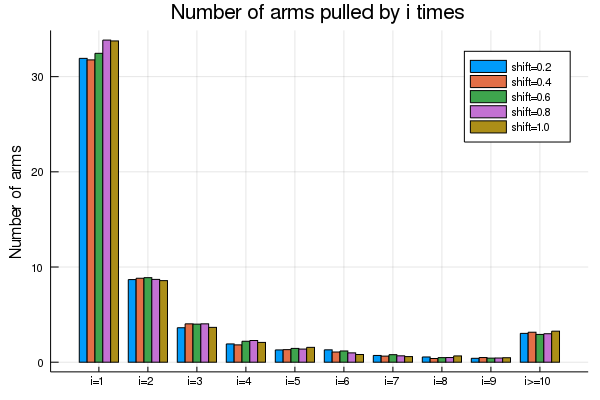 Number of arms pulled by i times
Number of arms
30
20
10
0
i=1 i=2 i=3 i=4 i=5 i=6 i=7 i=8 i=9 i>=10
shift=0.2
shift=0.4
shift=0.6
shift=0.8
shift=1.0